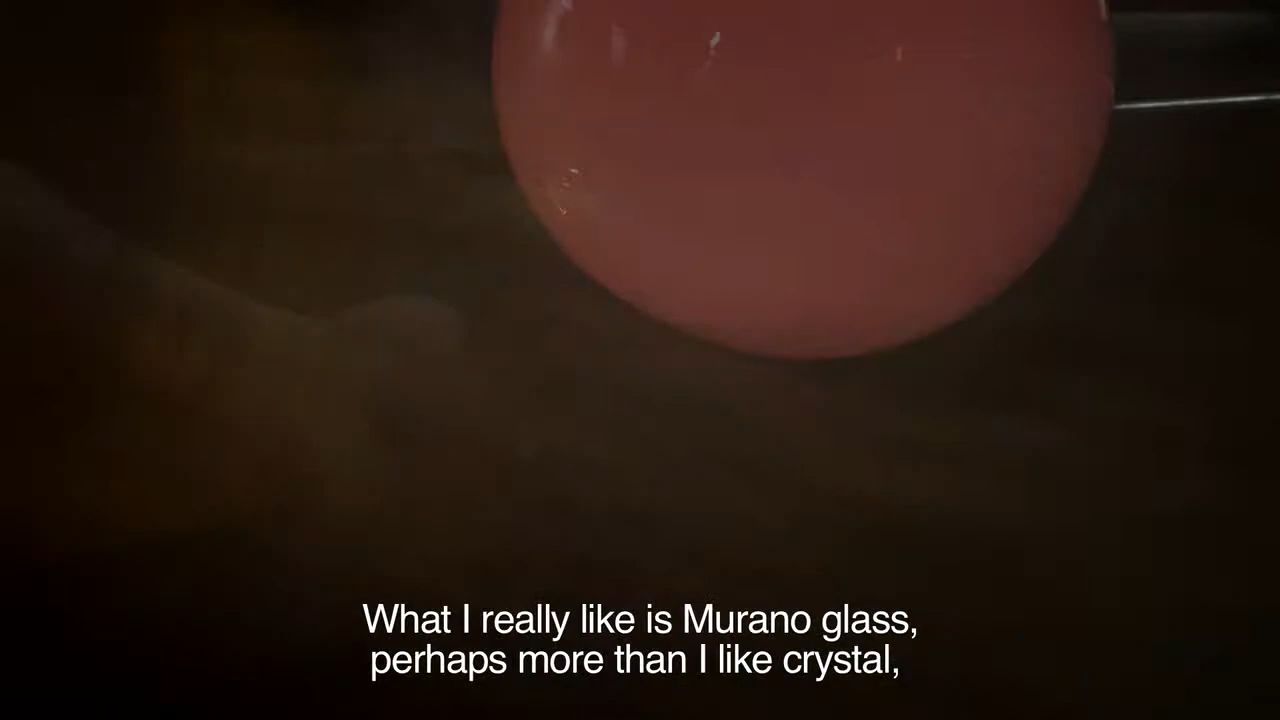 What I really like is Murano glass,
perhaps more than I like crystal,